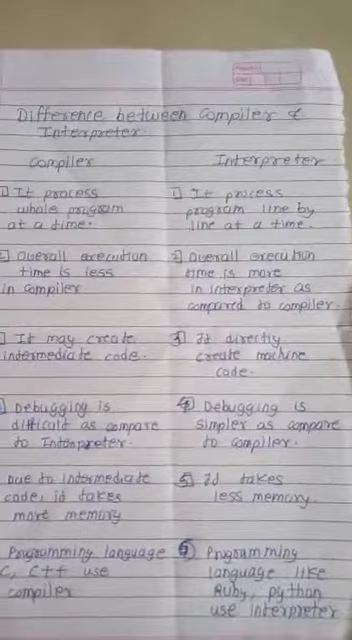 Difference between Compiler &
Interpreter
Compiler
Interpreter
1) It process
whole program
at a time.
1) It process
program line by
line at a time.
2) Overall execution
time is less
in compiler
2) Overall execution
time is more
in interpreter as
compared to compiler.
It may create
intermediate code.
3) It directly
create machine
code.
Debugging is
difficult as compare
to Interpreter.
4) Debugging is
simpler as compare
to compiler.
Due to intermediate
code, it takes
more memory
5) It takes
less memory.
Programming language
C, C++ use
compiler
6) Programming
language like
Ruby, python
use interpreter